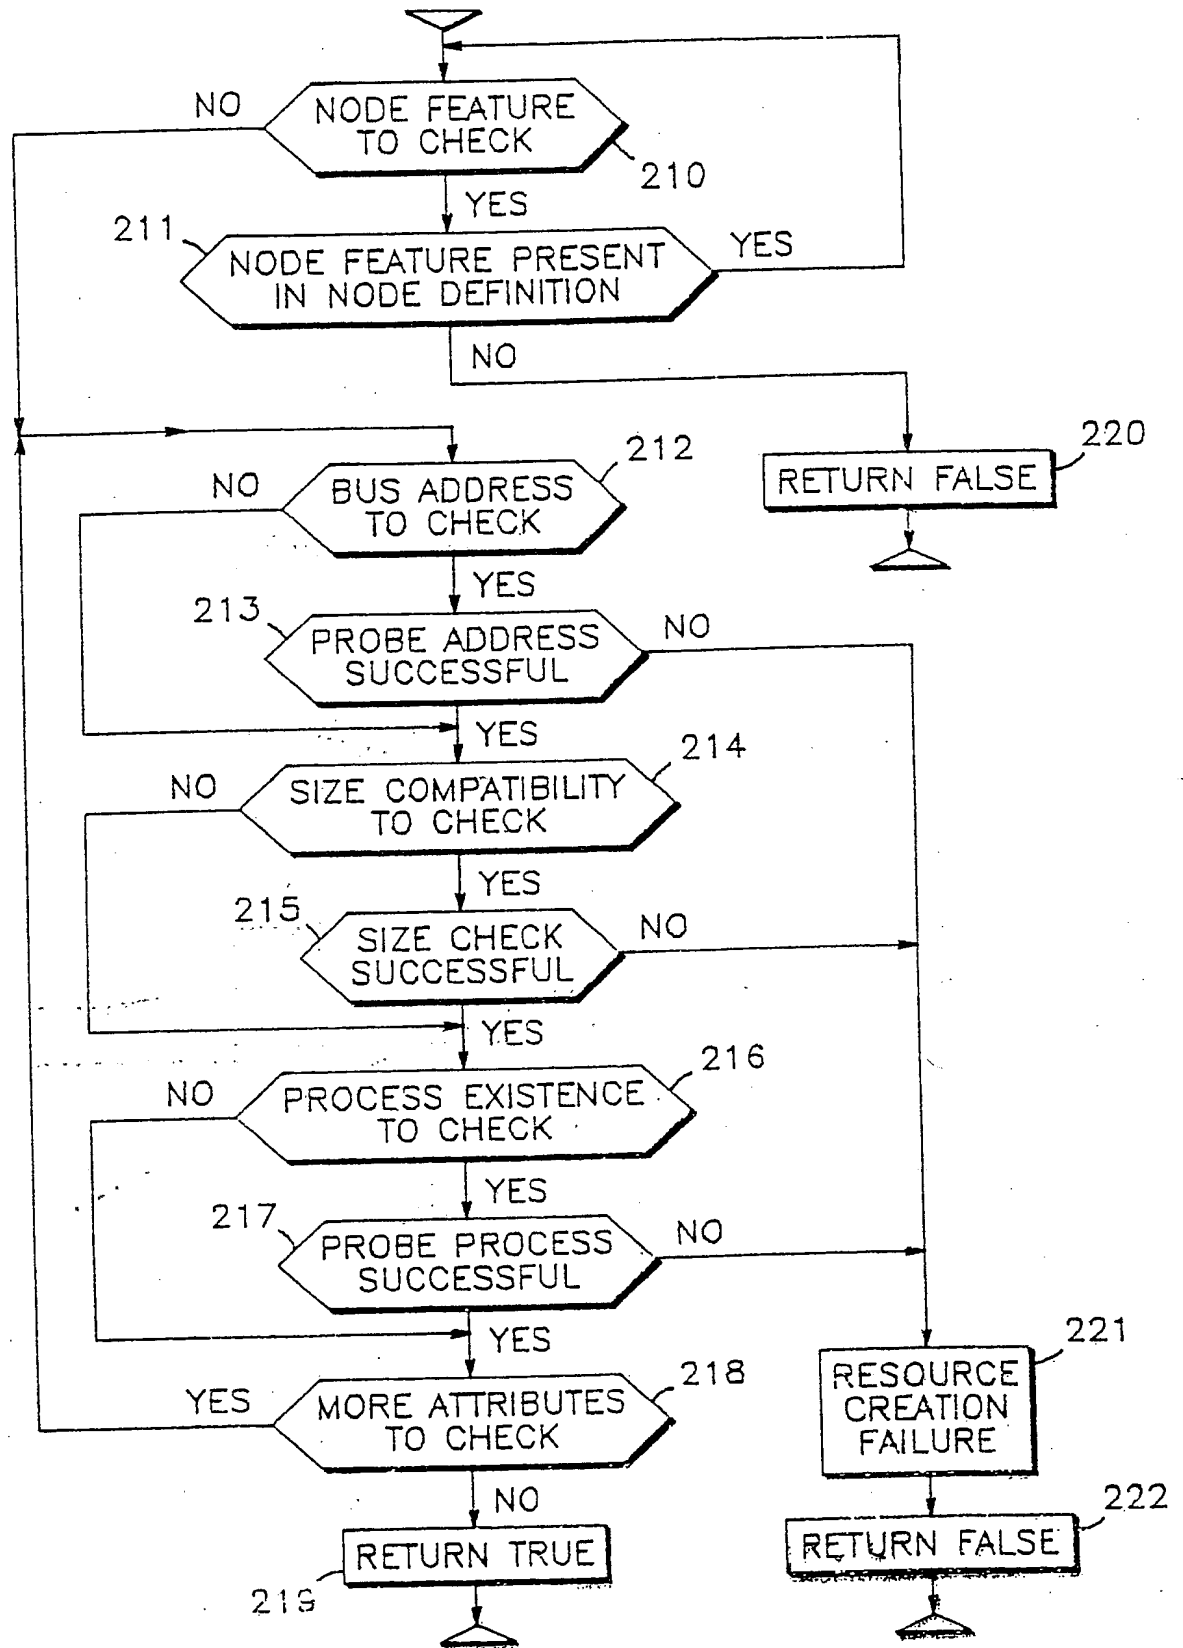 NO
NODE FEATURE
TO CHECK
210
YES
211
NODE FEATURE PRESENT
IN NODE DEFINITION
YES
NO
220
RETURN FALSE
212
NO
BUS ADDRESS
TO CHECK
YES
213
PROBE ADDRESS
SUCCESSFUL
NO
YES
214
NO
SIZE COMPATIBILITY
TO CHECK
YES
215
SIZE CHECK
SUCCESSFUL
NO
YES
216
NO
PROCESS EXISTENCE
TO CHECK
YES
217
PROBE PROCESS
SUCCESSFUL
NO
YES
218
YES
MORE ATTRIBUTES
TO CHECK
221
RESOURCE
CREATION
FAILURE
NO
222
RETURN TRUE
RETURN FALSE
219